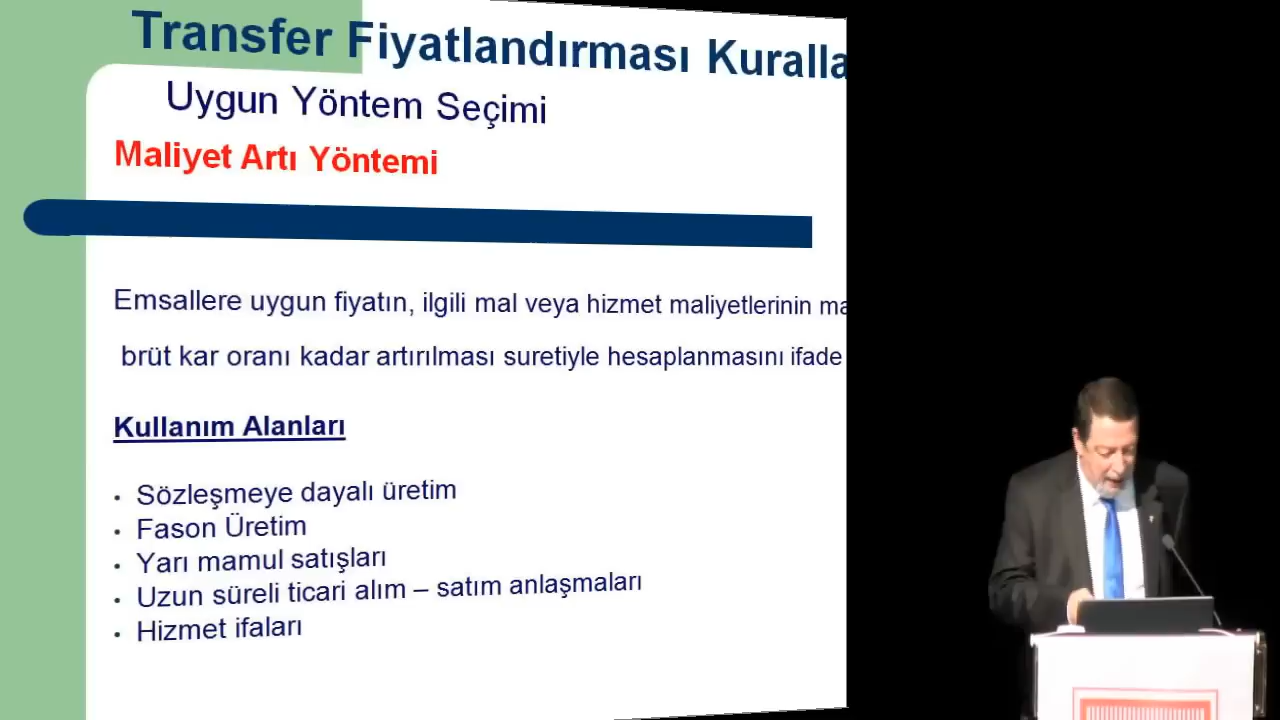 Transfer Fiyatlandırması
Uygun Yöntem Seçimi
Maliyet Artı Yöntemi
Emsallere uygun fiyatın, ilgili mal veya hizmet maliyetlerinin
brüt kar oranı kadar artırılması suretiyle hesaplanmasını ifade
Kullanım Alanları
• Sözleşmeye dayalı üretim
• Fason Üretim
• Yarı mamul satışları
• Uzun süreli ticari alım – satım anlaşmaları
• Hizmet ifaları